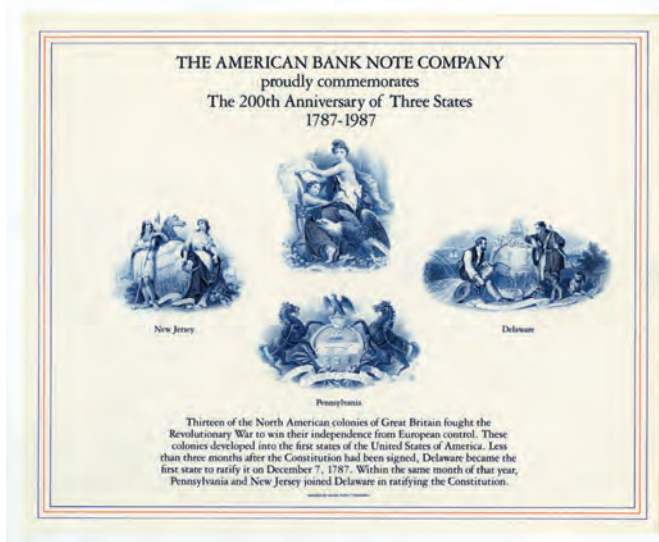 THE AMERICAN BANK NOTE COMPANY
proudly commemorates
The 200th Anniversary of Three States
1787-1987
New Jersey
Delaware
Pennsylvania
Thirteen of the North American colonies of Great Britain fought the
Revolutionary War to win their independence from European control. These
colonies developed into the first states of the United States of America. Less
than three months after the Constitution had been signed, Delaware became the
first state to ratify it on December 7, 1787. Within the same month of that year,
Pennsylvania and New Jersey joined Delaware in ratifying the Constitution.